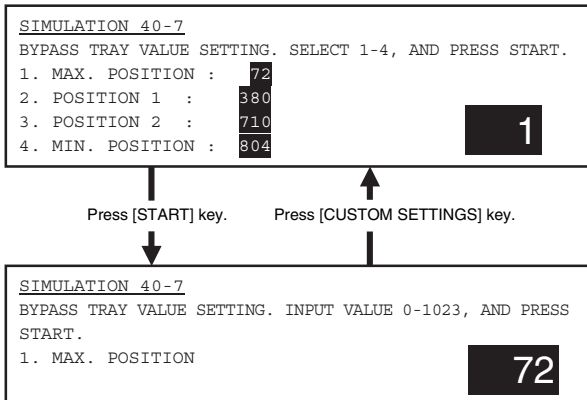 SIMULATION 40-7
BYPASS TRAY VALUE SETTING. SELECT 1-4, AND PRESS START.
1. MAX. POSITION : 72
2. POSITION 1 : 380
3. POSITION 2 : 710
4. MIN. POSITION : 804
1
Press [START] key.
Press [CUSTOM SETTINGS] key.
SIMULATION 40-7
BYPASS TRAY VALUE SETTING. INPUT VALUE 0-1023, AND PRESS
START.
1. MAX. POSITION
72